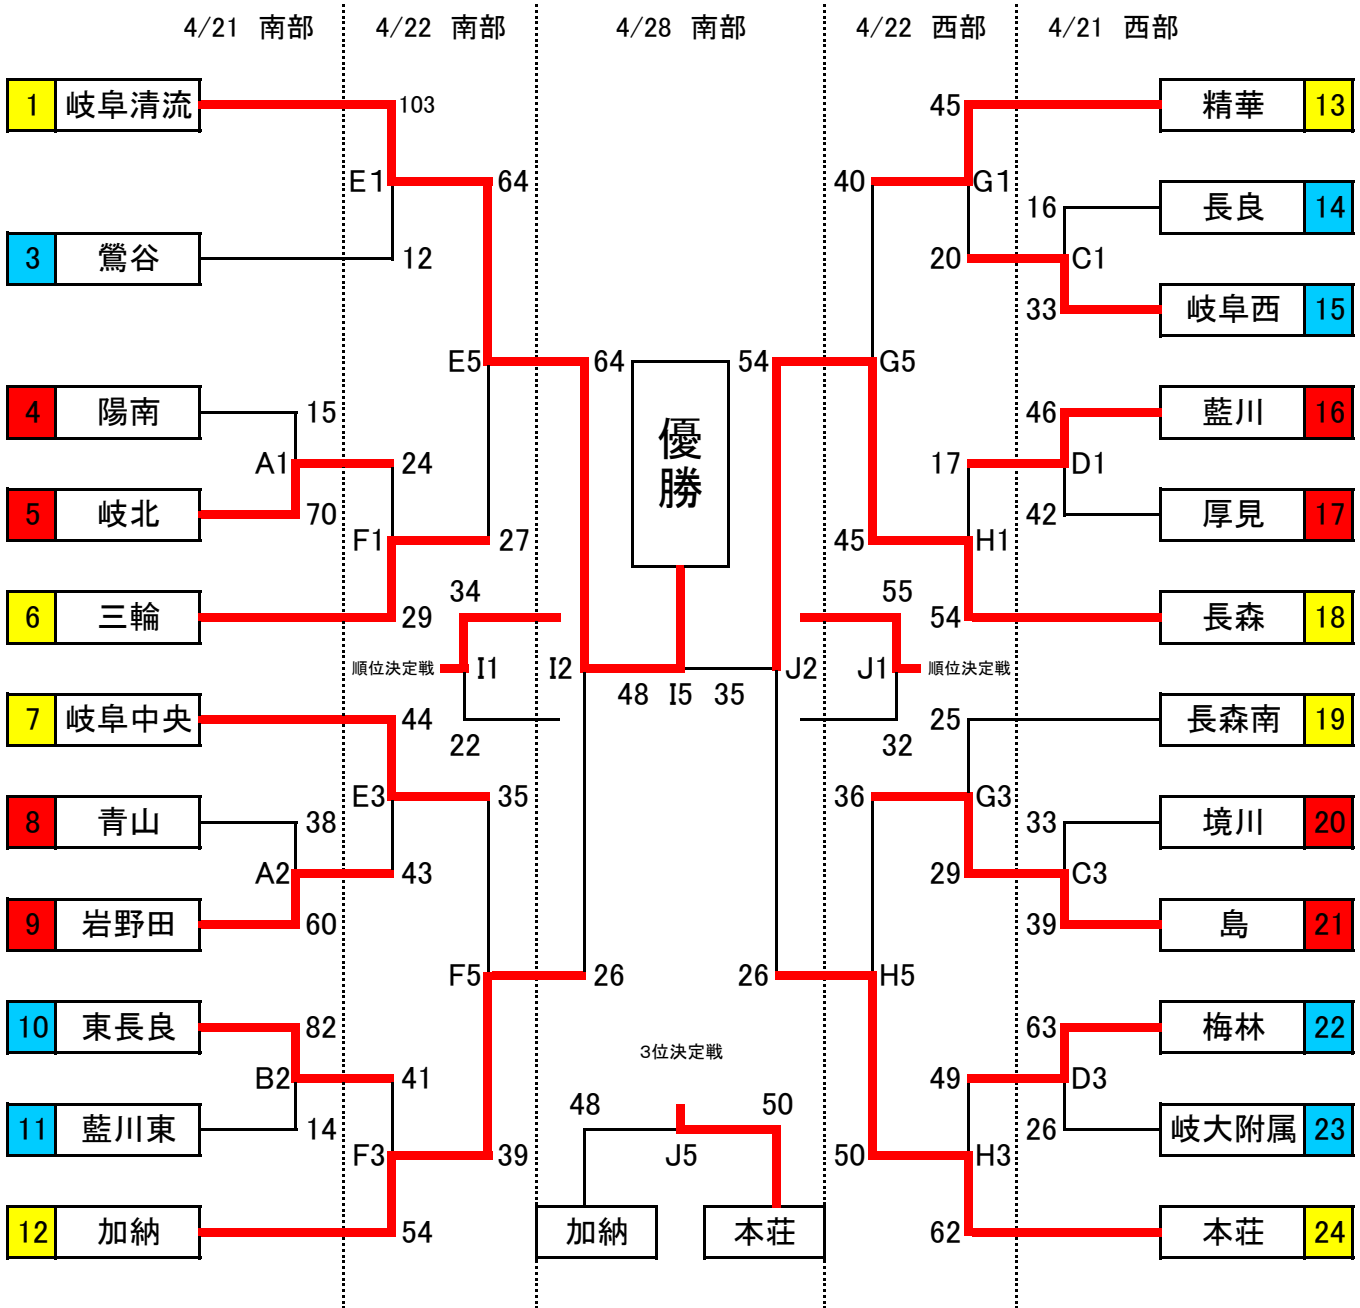 4/21 南部 4/22 南部 4/28 南部 4/22 西部 4/21 西部
1 岐阜清流 103 45 精華 13
E1 64 40 G1
16 長良 14
3 鶯谷 12 20 C1
33 岐阜西 15
E5 64 54 G5
優勝
4 陽南 15 46 藍川 16
A1 24 17 D1
5 岐北 70 42 厚見 17
F1 27 45 H1
34 55
6 三輪 29 54 長森 18
順位決定戦 I1 I2 J2 J1 順位決定戦
48 I5 35
7 岐阜中央 44 25 長森南 19
22 32
E3 35 36 G3
8 青山 38 33 境川 20
A2 43 29 C3
9 岩野田 60 39 島 21
F5 26 26 H5
10 東長良 82 63 梅林 22
3位決定戦
B2 41 49 D3
48 50
11 藍川東 14 26 岐大附属 23
F3 39 J5 50 H3
12 加納 54 加納 本荘 62 本荘 24